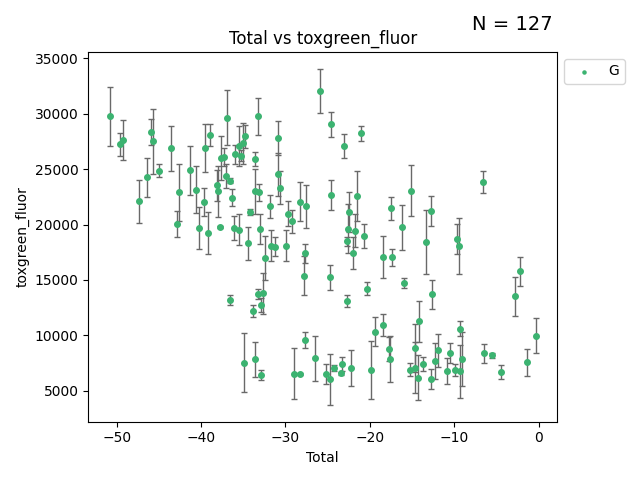 N = 127
Total vs toxgreen_fluor
G
35000
30000
25000
20000
15000
10000
5000
toxgreen_fluor
−50 −40 −30 −20 −10 0
Total